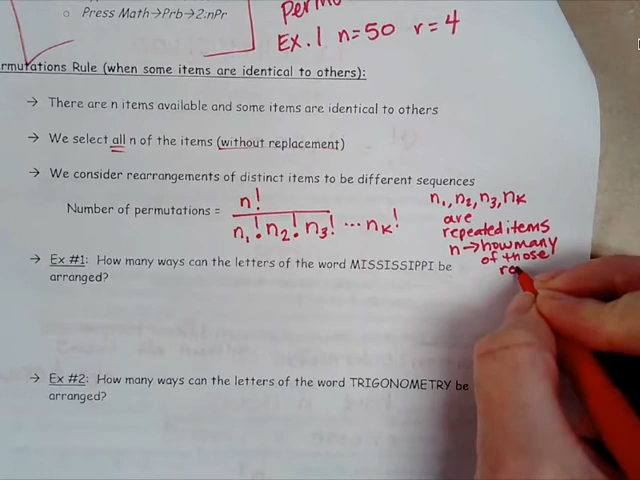 ○ Press Math→Prb→2:nPr
Ex. 1 n=50 r=4
Permutations Rule (when some items are identical to others):
→ There are n items available and some items are identical to others
→ We select all n of the items (without replacement)
→ We consider rearrangements of distinct items to be different sequences
Number of permutations = n! / n₁! n₂! n₃! ... nₖ!
n₁, n₂, n₃, nₖ
are
repeated items
n → how many
of those
→ Ex #1: How many ways can the letters of the word MISSISSIPPI be
arranged?
→ Ex #2: How many ways can the letters of the word TRIGONOMETRY be
arranged?